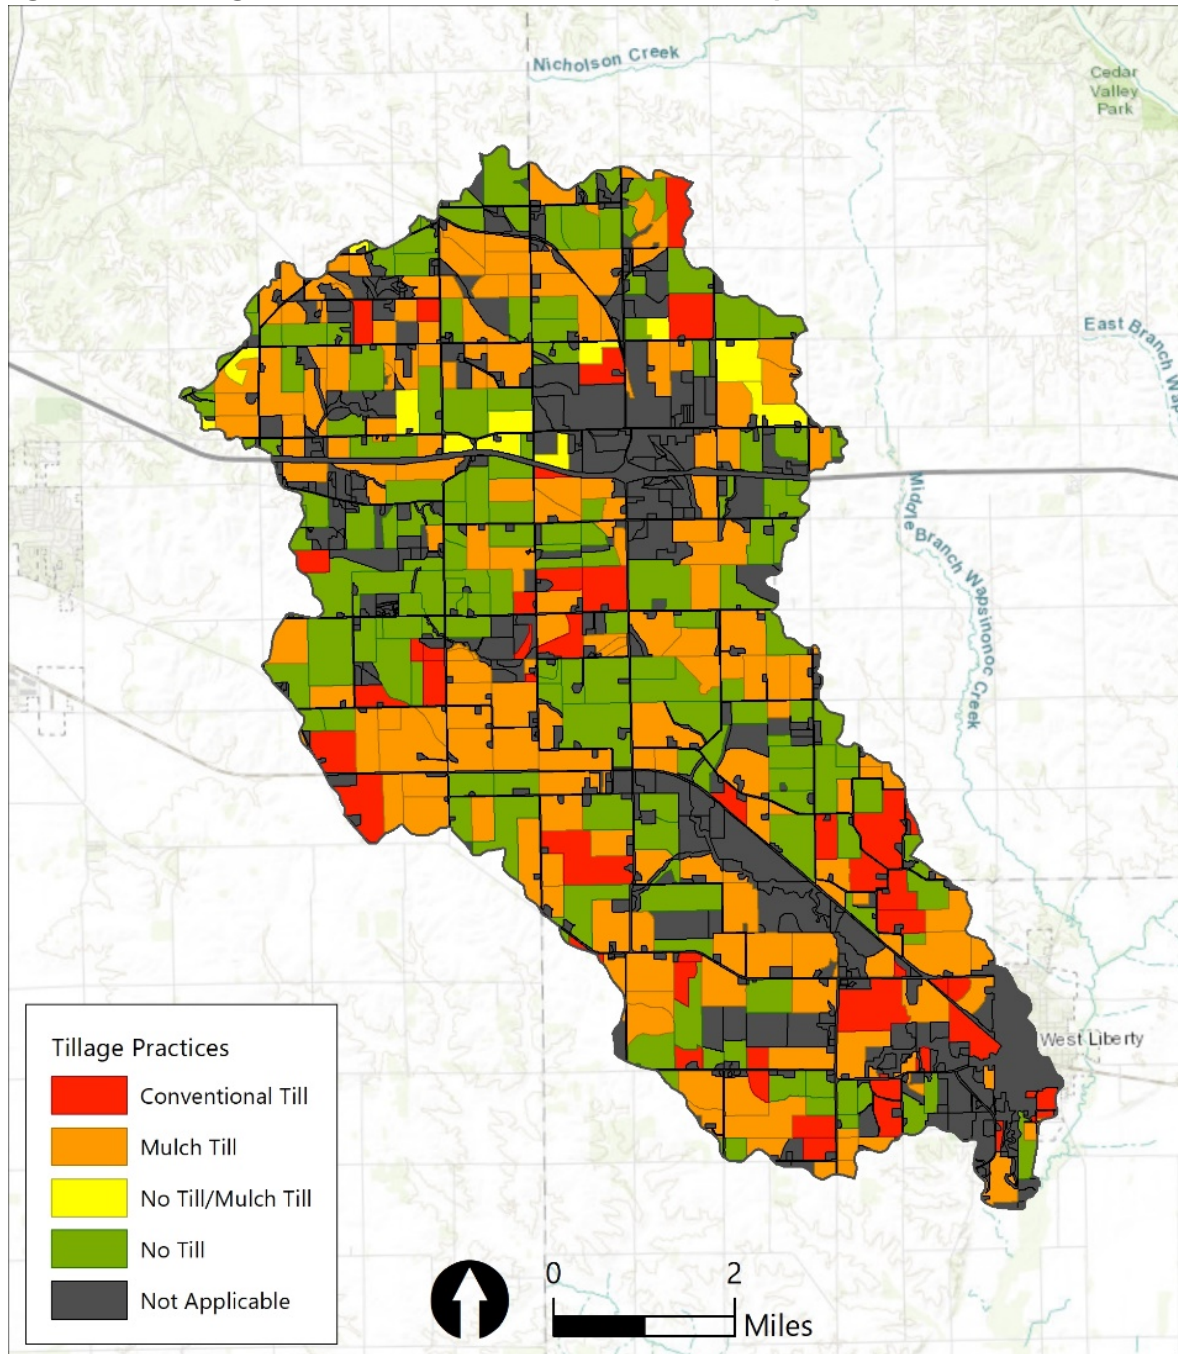 Nicholson Creek
Cedar
Valley
Park
East Branch Wap
Middle Branch Wapsinonoc Creek
West Liberty
Tillage Practices
Conventional Till
Mulch Till
No Till/Mulch Till
No Till
Not Applicable
0 2
Miles